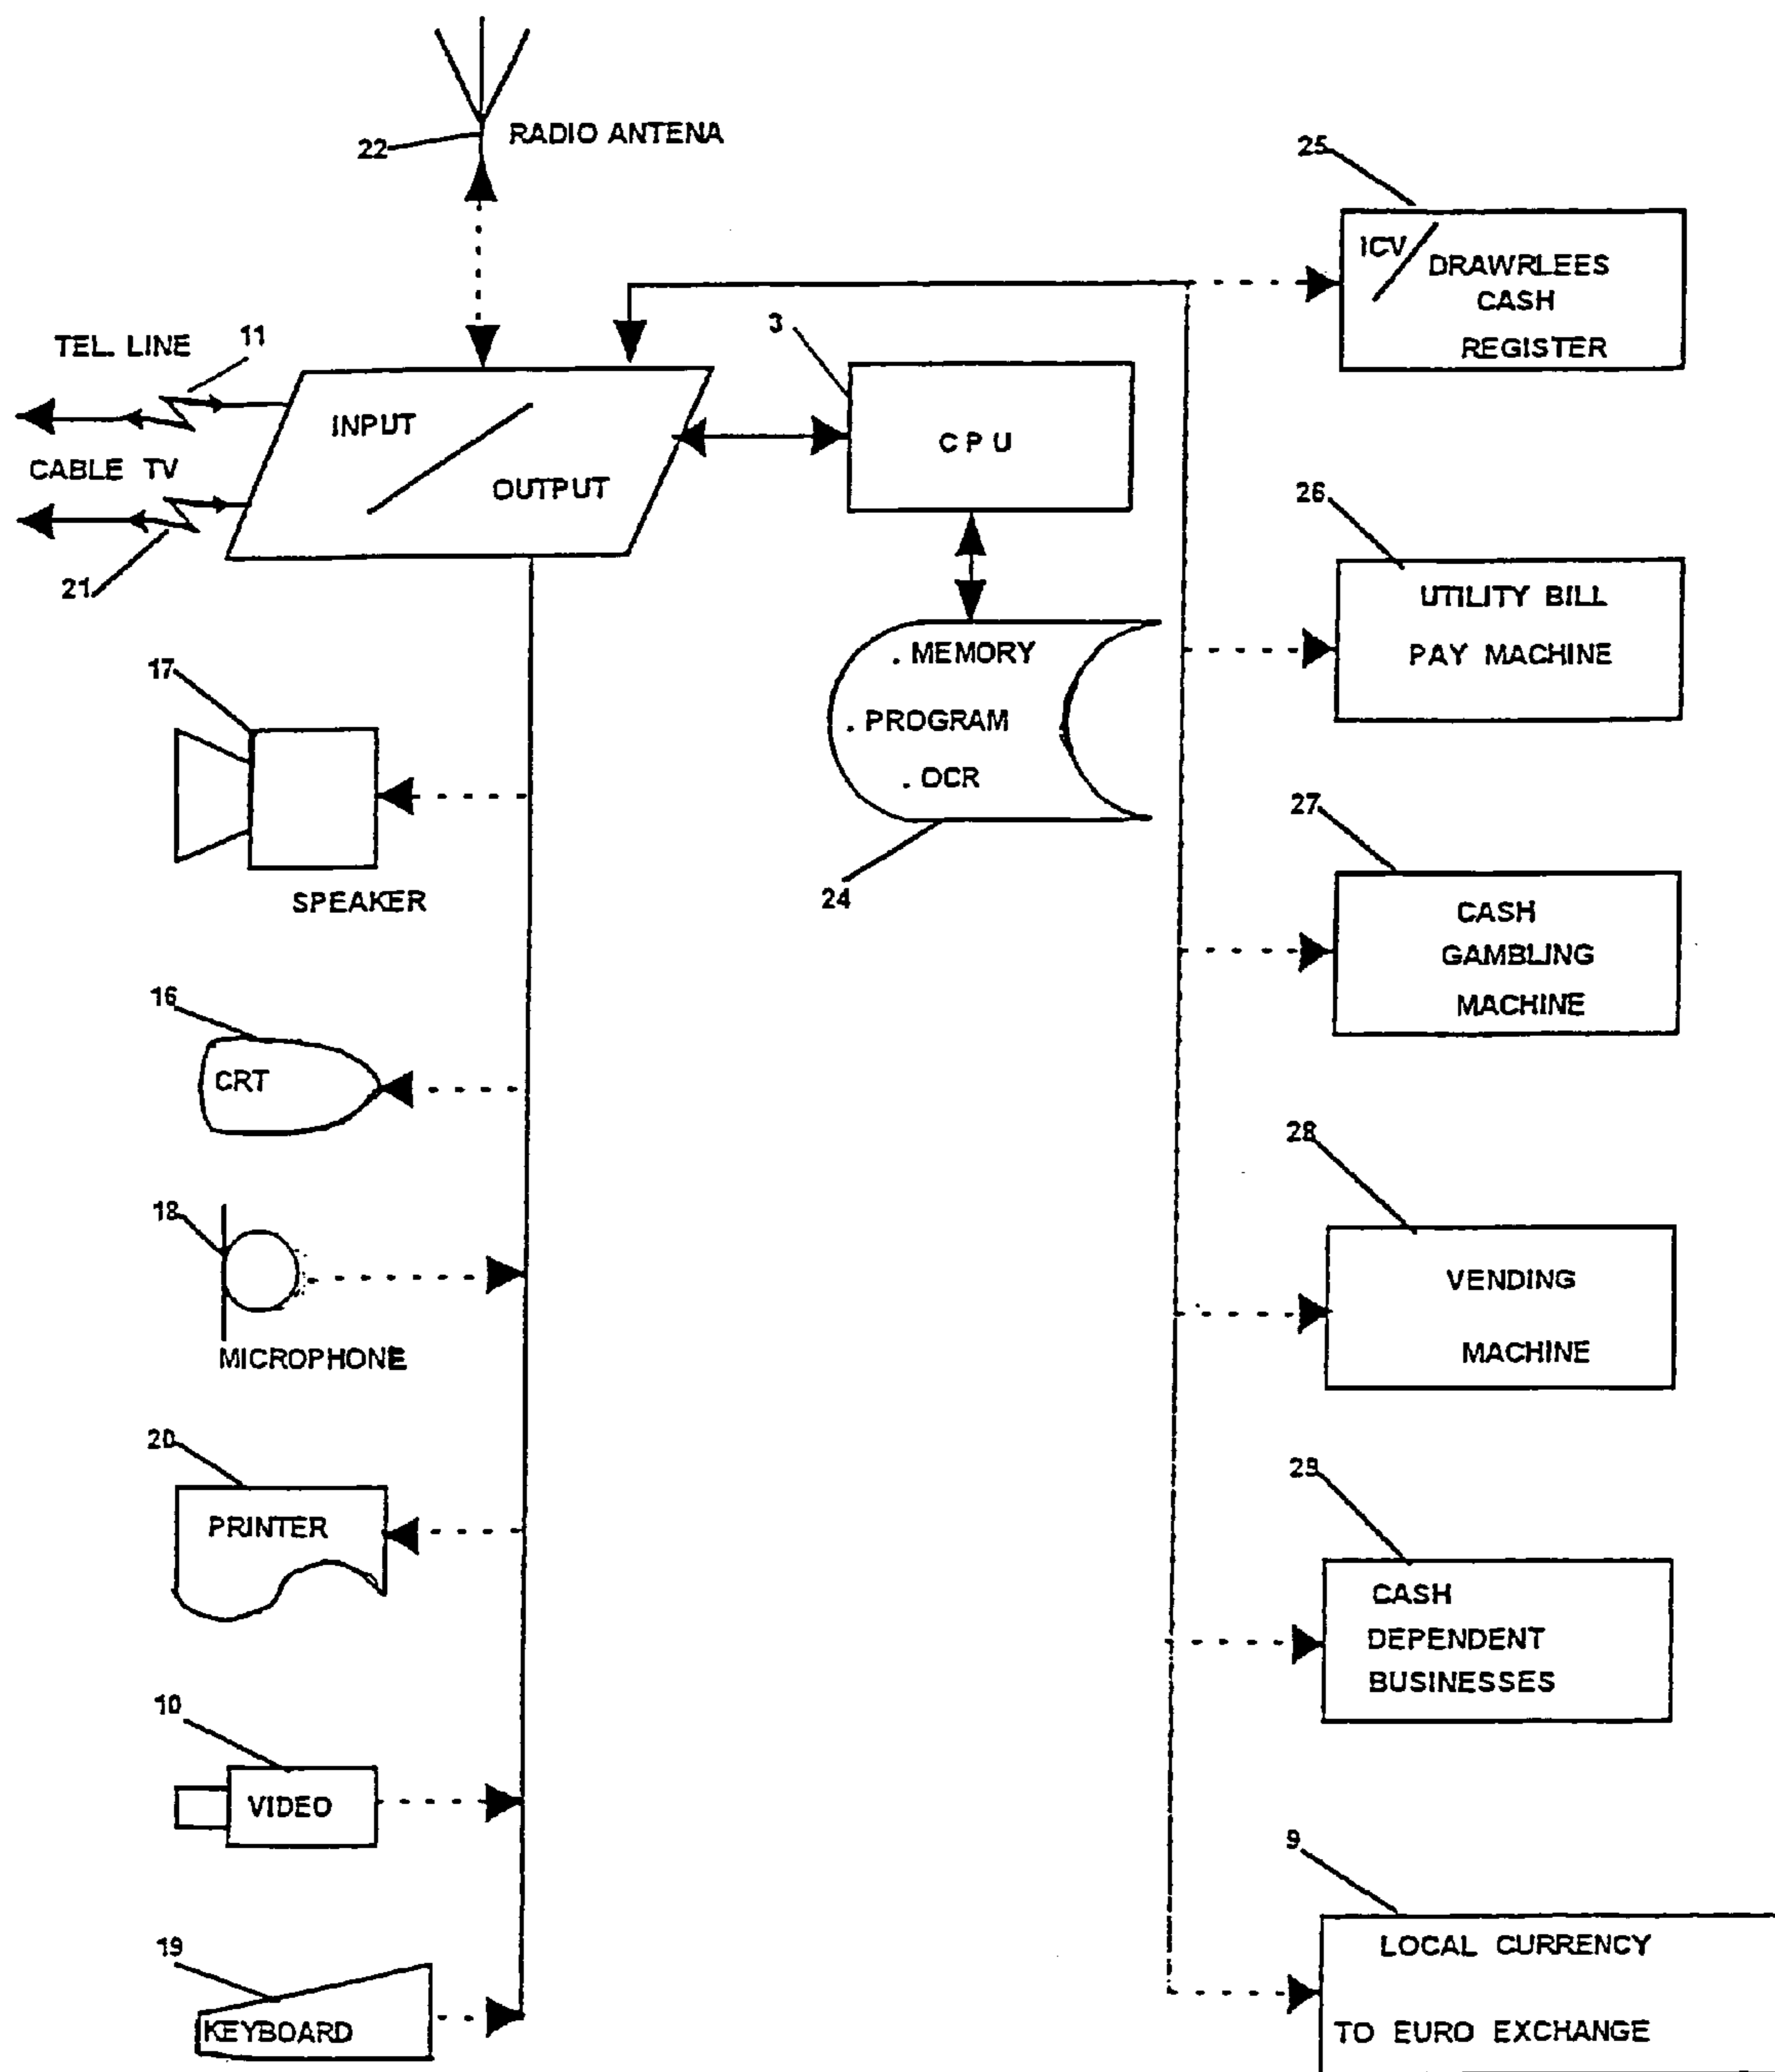 22
RADIO ANTENA
25
ICV
DRAWRLEES
CASH
REGISTER
TEL. LINE
11
3
INPUT
OUTPUT
C P U
CABLE TV
21
26
UTILITY BILL
PAY MACHINE
. MEMORY
. PROGRAM
. OCR
24
17
SPEAKER
27
CASH
GAMBLING
MACHINE
16
CRT
28
VENDING
MACHINE
18
MICROPHONE
20
PRINTER
29
CASH
DEPENDENT
BUSINESSES
10
VIDEO
9
LOCAL CURRENCY
TO EURO EXCHANGE
19
KEYBOARD